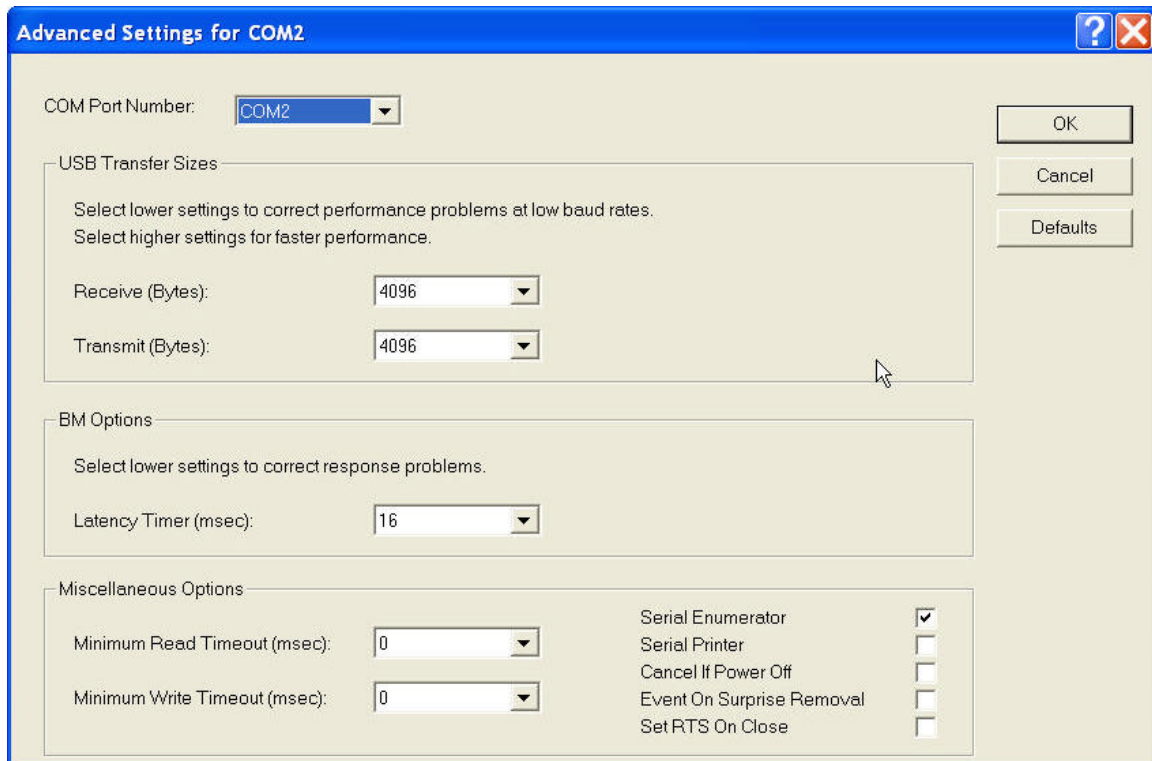 Advanced Settings for COM2
COM Port Number: COM2
OK
Cancel
Defaults
USB Transfer Sizes
Select lower settings to correct performance problems at low baud rates.
Select higher settings for faster performance.
Receive (Bytes): 4096
Transmit (Bytes): 4096
BM Options
Select lower settings to correct response problems.
Latency Timer (msec): 16
Miscellaneous Options
Minimum Read Timeout (msec): 0
Minimum Write Timeout (msec): 0
Serial Enumerator
Serial Printer
Cancel If Power Off
Event On Surprise Removal
Set RTS On Close